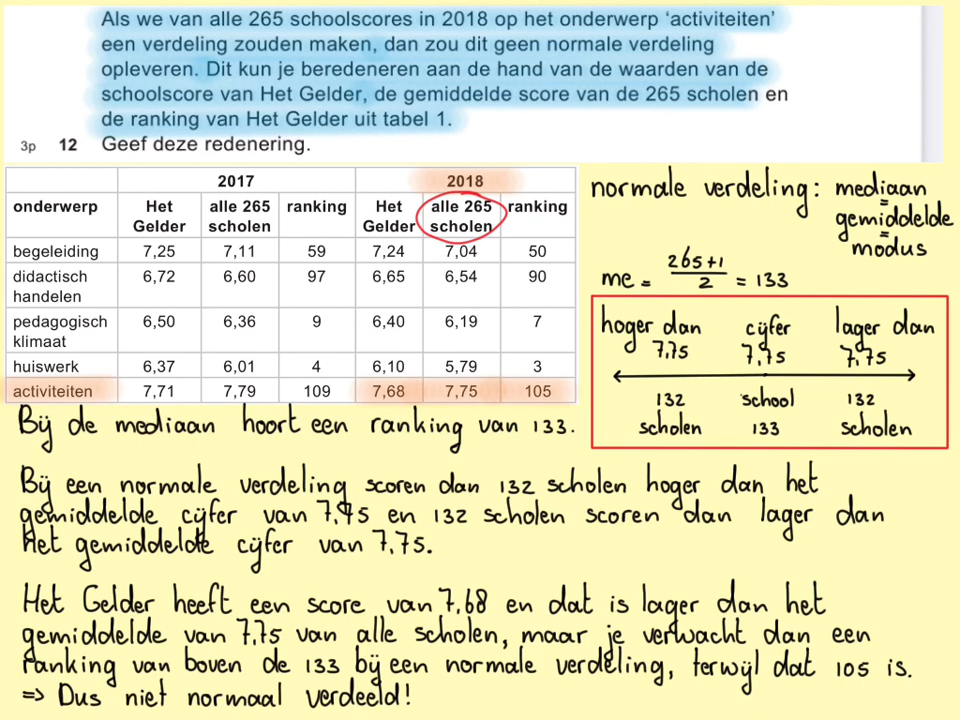 Als we van alle 265 schoolscores in 2018 op het onderwerp ‘activiteiten’
een verdeling zouden maken, dan zou dit geen normale verdeling
opleveren. Dit kun je beredeneren aan de hand van de waarden van de
schoolscore van Het Gelder, de gemiddelde score van de 265 scholen en
de ranking van Het Gelder uit tabel 1.
3p 12 Geef deze redenering.
2017 2018
onderwerp Het Gelder alle 265 scholen ranking Het Gelder alle 265 scholen ranking
begeleiding 7,25 7,11 59 7,24 7,04 50
didactisch handelen 6,72 6,60 97 6,65 6,54 90
pedagogisch klimaat 6,50 6,36 9 6,40 6,19 7
huiswerk 6,37 6,01 4 6,10 5,79 3
activiteiten 7,71 7,79 109 7,68 7,75 105
normale verdeling: mediaan
=
gemiddelde
=
modus
me = 265+1 / 2 = 133
hoger dan 7,75 cijfer 7,75 lager dan 7,75
132 scholen school 133 132 scholen
Bij de mediaan hoort een ranking van 133.
Bij een normale verdeling scoren dan 132 scholen hoger dan het
gemiddelde cijfer van 7,75 en 132 scholen scoren dan lager dan
het gemiddelde cijfer van 7,75.
Het Gelder heeft een score van 7,68 en dat is lager dan het
gemiddelde van 7,75 van alle scholen, maar je verwacht dan een
ranking van boven de 133 bij een normale verdeling, terwijl dat 105 is.
=> Dus niet normaal verdeeld!